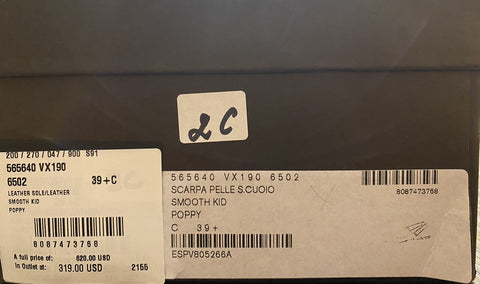 2C
200 / 270 / 047 / 900 S91
565640 VX190
6502 39+C
LEATHER SOLE/LEATHER
SMOOTH KID
POPPY
8087473768
A full price of: 620.00 USD
In Outlet at: 319.00 USD 2155
565640 VX190 6502
SCARPA PELLE S.CUOIO
SMOOTH KID
POPPY
C 39+
ESPV805266A
8087473768